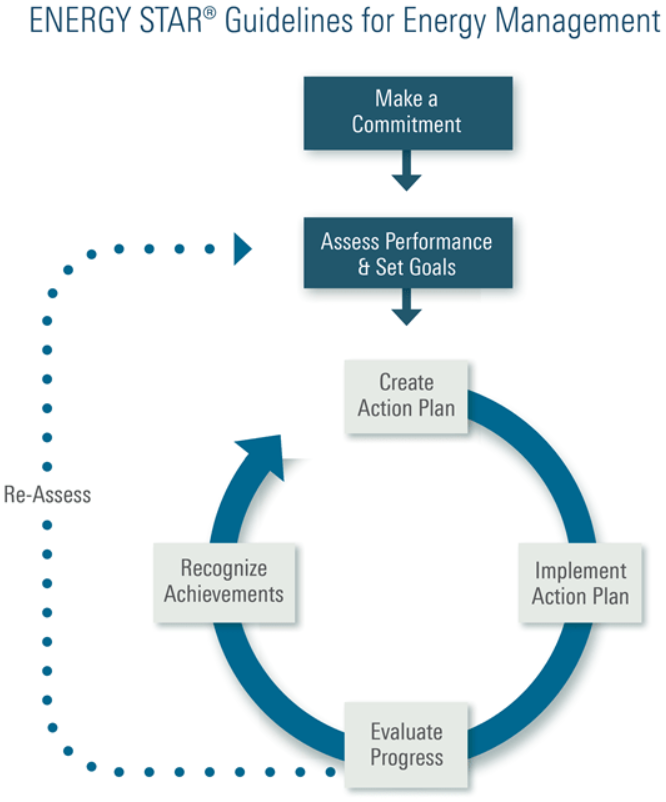 ENERGY STAR® Guidelines for Energy Management
Make a
Commitment
Assess Performance
& Set Goals
Create
Action Plan
Re-Assess
Recognize
Achievements
Implement
Action Plan
Evaluate
Progress